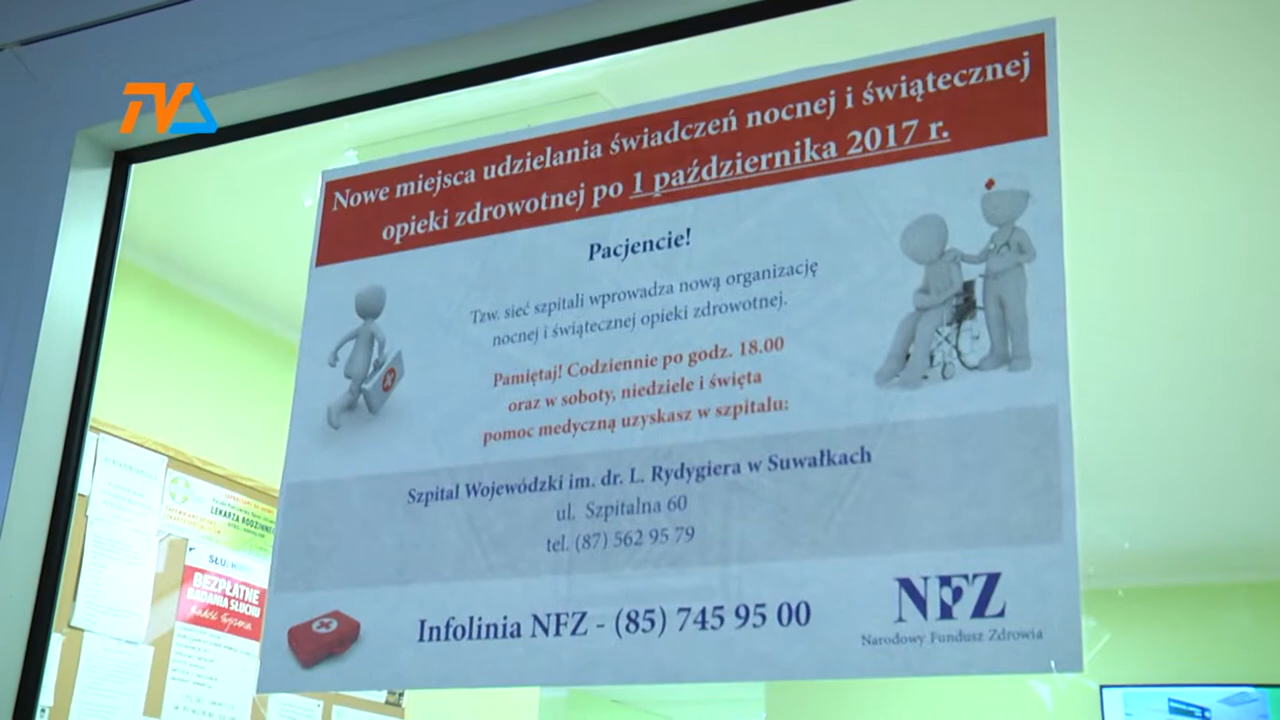 TVA
Nowe miejsca udzielania świadczeń nocnej i świątecznej
opieki zdrowotnej po 1 października 2017 r.
Pacjencie!
Tzw. sieć szpitali wprowadza nową organizację
nocnej i świątecznej opieki zdrowotnej.
Pamiętaj! Codziennie po godz. 18.00
oraz w soboty, niedziele i święta
pomoc medyczną uzyskasz w szpitalu:
Szpital Wojewódzki im. dr. L. Rydygiera w Suwałkach
ul. Szpitalna 60
tel. (87) 562 95 79
Infolinia NFZ - (85) 745 95 00
NFZ
Narodowy Fundusz Zdrowia
LEKARZA RODZINNE
BEZPŁATNE
BADANIA SŁUCHU